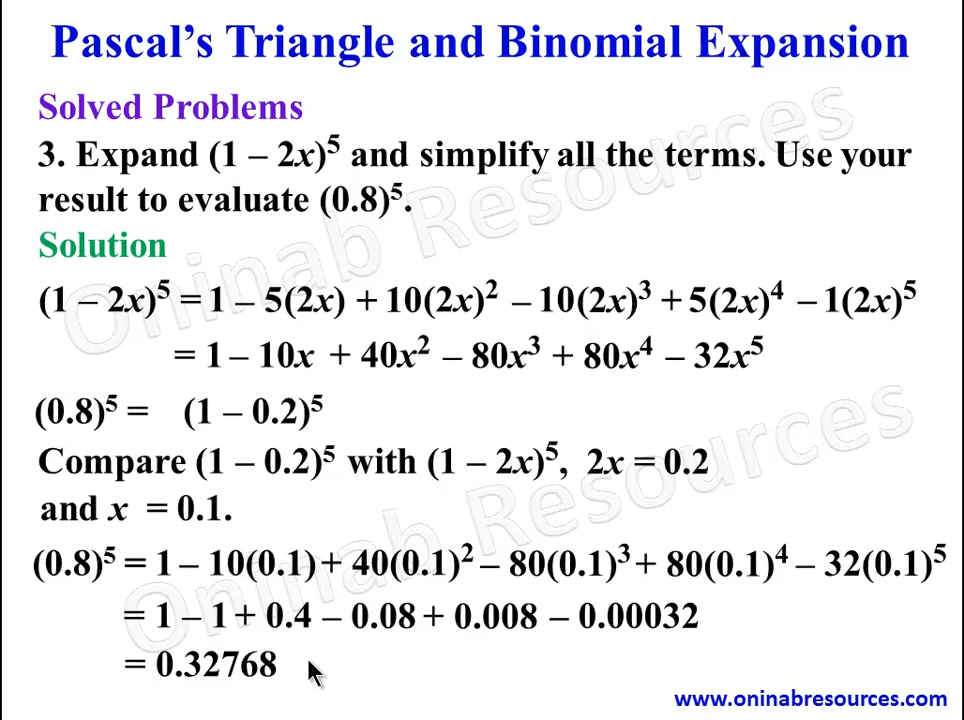 Pascal's Triangle and Binomial Expansion
Solved Problems
3. Expand (1 – 2x)⁵ and simplify all the terms. Use your
result to evaluate (0.8)⁵.
Solution
(1 – 2x)⁵ = 1 – 5(2x) + 10(2x)² – 10(2x)³ + 5(2x)⁴ – 1(2x)⁵
= 1 – 10x + 40x² – 80x³ + 80x⁴ – 32x⁵
(0.8)⁵ = (1 – 0.2)⁵
Compare (1 – 0.2)⁵ with (1 – 2x)⁵, 2x = 0.2
and x = 0.1.
(0.8)⁵ = 1 – 10(0.1) + 40(0.1)² – 80(0.1)³ + 80(0.1)⁴ – 32(0.1)⁵
= 1 – 1 + 0.4 – 0.08 + 0.008 – 0.00032
= 0.32768
www.oninabresources.com
Oninab Resources
Oninab Resources